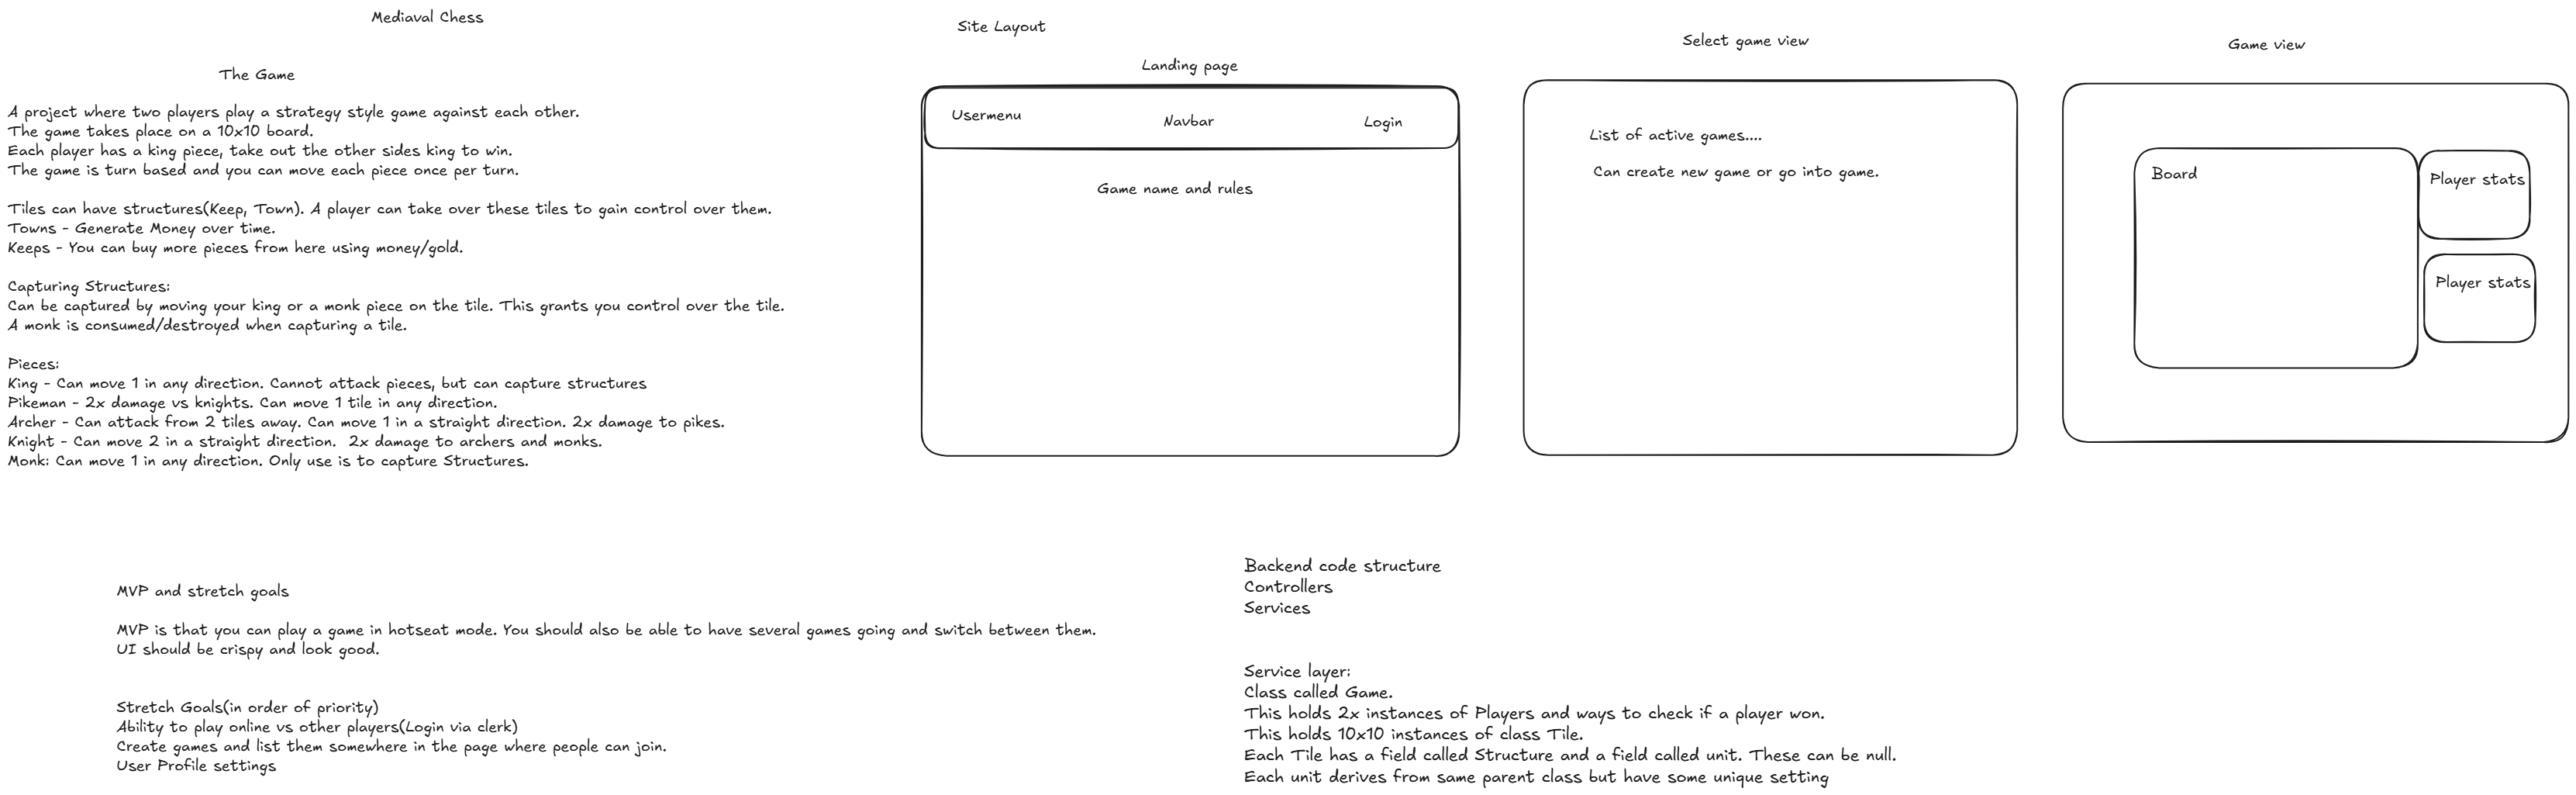 Mediaval Chess
The Game
A project where two players play a strategy style game against each other.
The game takes place on a 10x10 board.
Each player has a king piece, take out the other sides king to win.
The game is turn based and you can move each piece once per turn.
Tiles can have structures(Keep, Town). A player can take over these tiles to gain control over them.
Towns - Generate Money over time.
Keeps - You can buy more pieces from here using money/gold.
Capturing Structures:
Can be captured by moving your king or a monk piece on the tile. This grants you control over the tile.
A monk is consumed/destroyed when capturing a tile.
Pieces:
King - Can move 1 in any direction. Cannot attack pieces, but can capture structures
Pikeman - 2x damage vs knights. Can move 1 tile in any direction.
Archer - Can attack from 2 tiles away. Can move 1 in a straight direction. 2x damage to pikes.
Knight - Can move 2 in a straight direction.  2x damage to archers and monks.
Monk: Can move 1 in any direction. Only use is to capture Structures.
Site Layout
Landing page
Usermenu
Navbar
Login
Game name and rules
Select game view
List of active games....
Can create new game or go into game.
Game view
Board
Player stats
Player stats
MVP and stretch goals
MVP is that you can play a game in hotseat mode. You should also be able to have several games going and switch between them.
UI should be crispy and look good.
Stretch Goals(in order of priority)
Ability to play online vs other players(Login via clerk)
Create games and list them somewhere in the page where people can join.
User Profile settings
Backend code structure
Controllers
Services
Service layer:
Class called Game.
This holds 2x instances of Players and ways to check if a player won.
This holds 10x10 instances of class Tile.
Each Tile has a field called Structure and a field called unit. These can be null.
Each unit derives from same parent class but have some unique setting